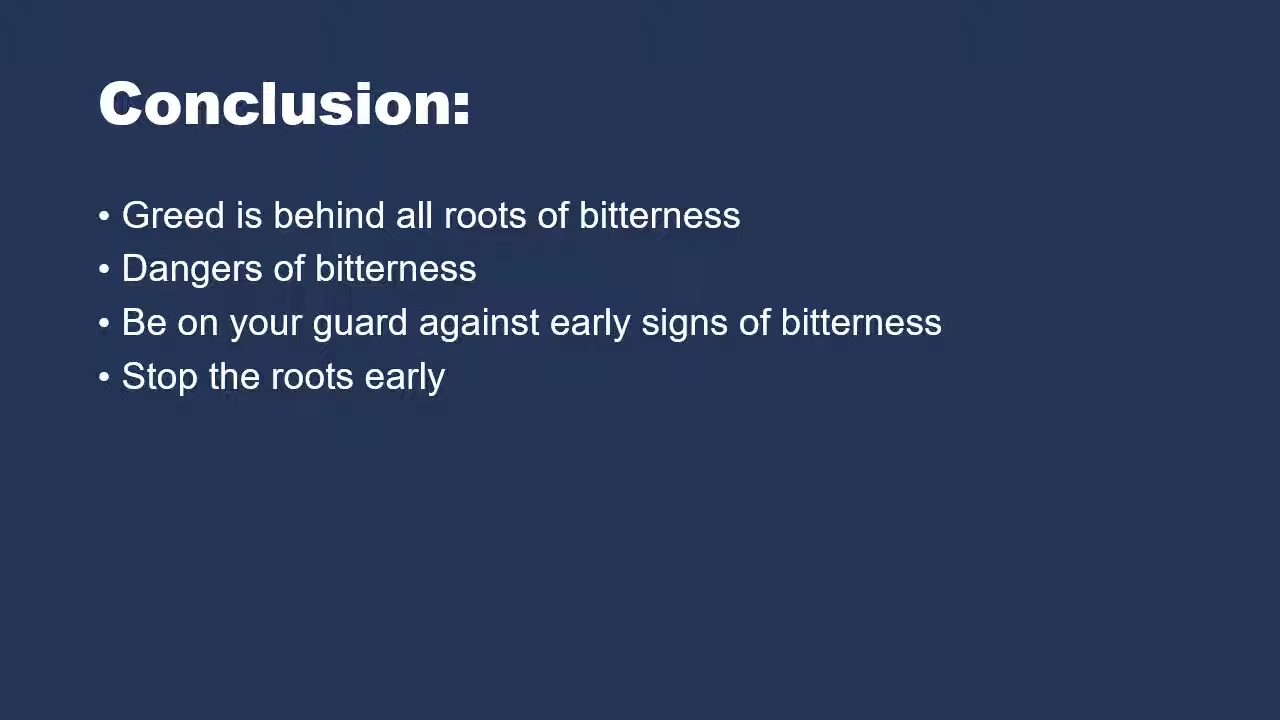 Conclusion:
• Greed is behind all roots of bitterness
• Dangers of bitterness
• Be on your guard against early signs of bitterness
• Stop the roots early